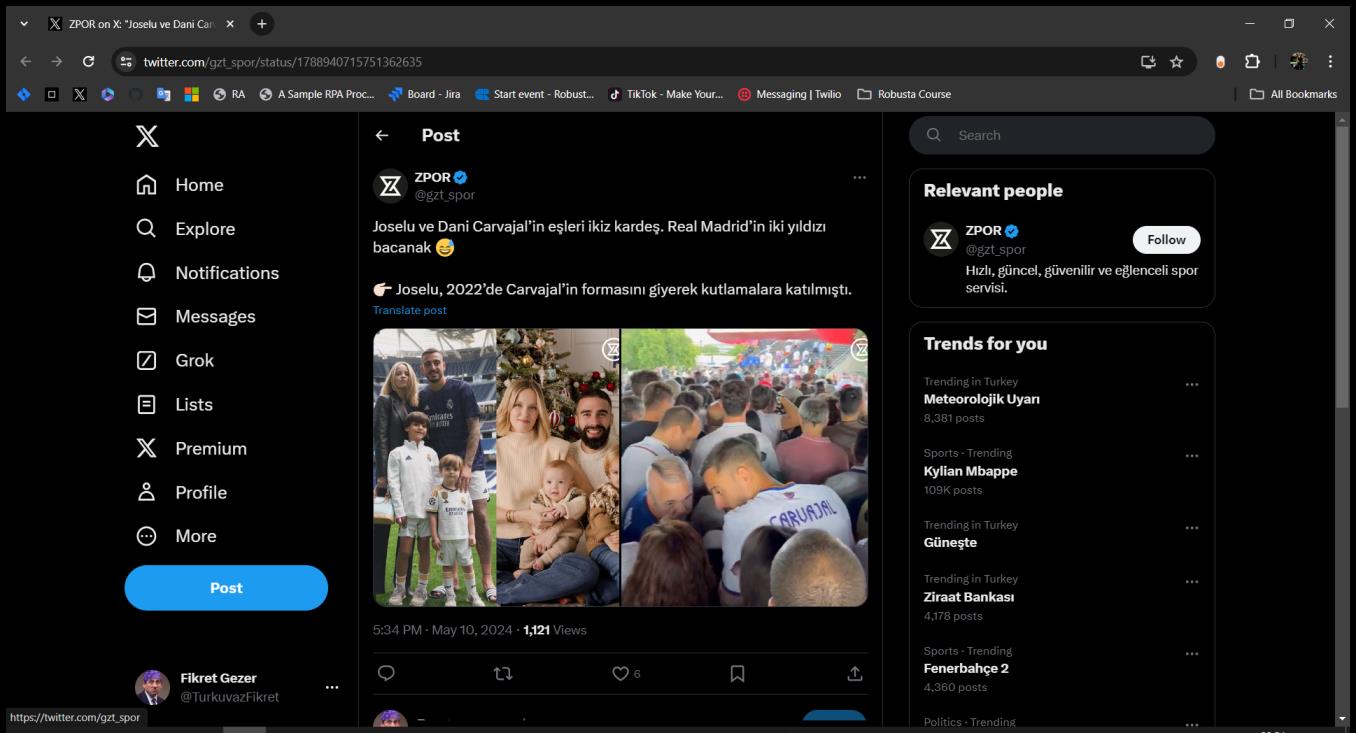 ZPOR on X: "Joselu ve Dani Car
twitter.com/gzt_spor/status/1788940715751362635
RA
A Sample RPA Proc...
Board - Jira
Start event - Robust...
TikTok - Make Your...
Messaging | Twilio
Robusta Course
All Bookmarks
Home
Explore
Notifications
Messages
Grok
Lists
Premium
Profile
More
Post
Fikret Gezer
@TurkuvazFikret
https://twitter.com/gzt_spor
Post
ZPOR
@gzt_spor
Joselu ve Dani Carvajal'in eşleri ikiz kardeş. Real Madrid'in iki yıldızı
bacanak 😅
👉🏻 Joselu, 2022'de Carvajal'in formasını giyerek kutlamalara katılmıştı.
Translate post
CARVAJAL
5:34 PM · May 10, 2024 · 1,121 Views
6
Search
Relevant people
ZPOR
@gzt_spor
Follow
Hızlı, güncel, güvenilir ve eğlenceli spor
servisi.
Trends for you
Trending in Turkey
Meteorolojik Uyarı
8,381 posts
Sports · Trending
Kylian Mbappe
109K posts
Trending in Turkey
Güneşte
Trending in Turkey
Ziraat Bankası
4,178 posts
Sports · Trending
Fenerbahçe 2
4,360 posts
Politics · Trending